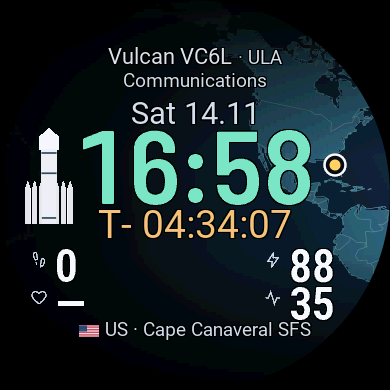 Vulcan VC6L · ULA
Communications
Sat 14.11
16:58
T- 04:34:07
0 88
— 35
US · Cape Canaveral SFS